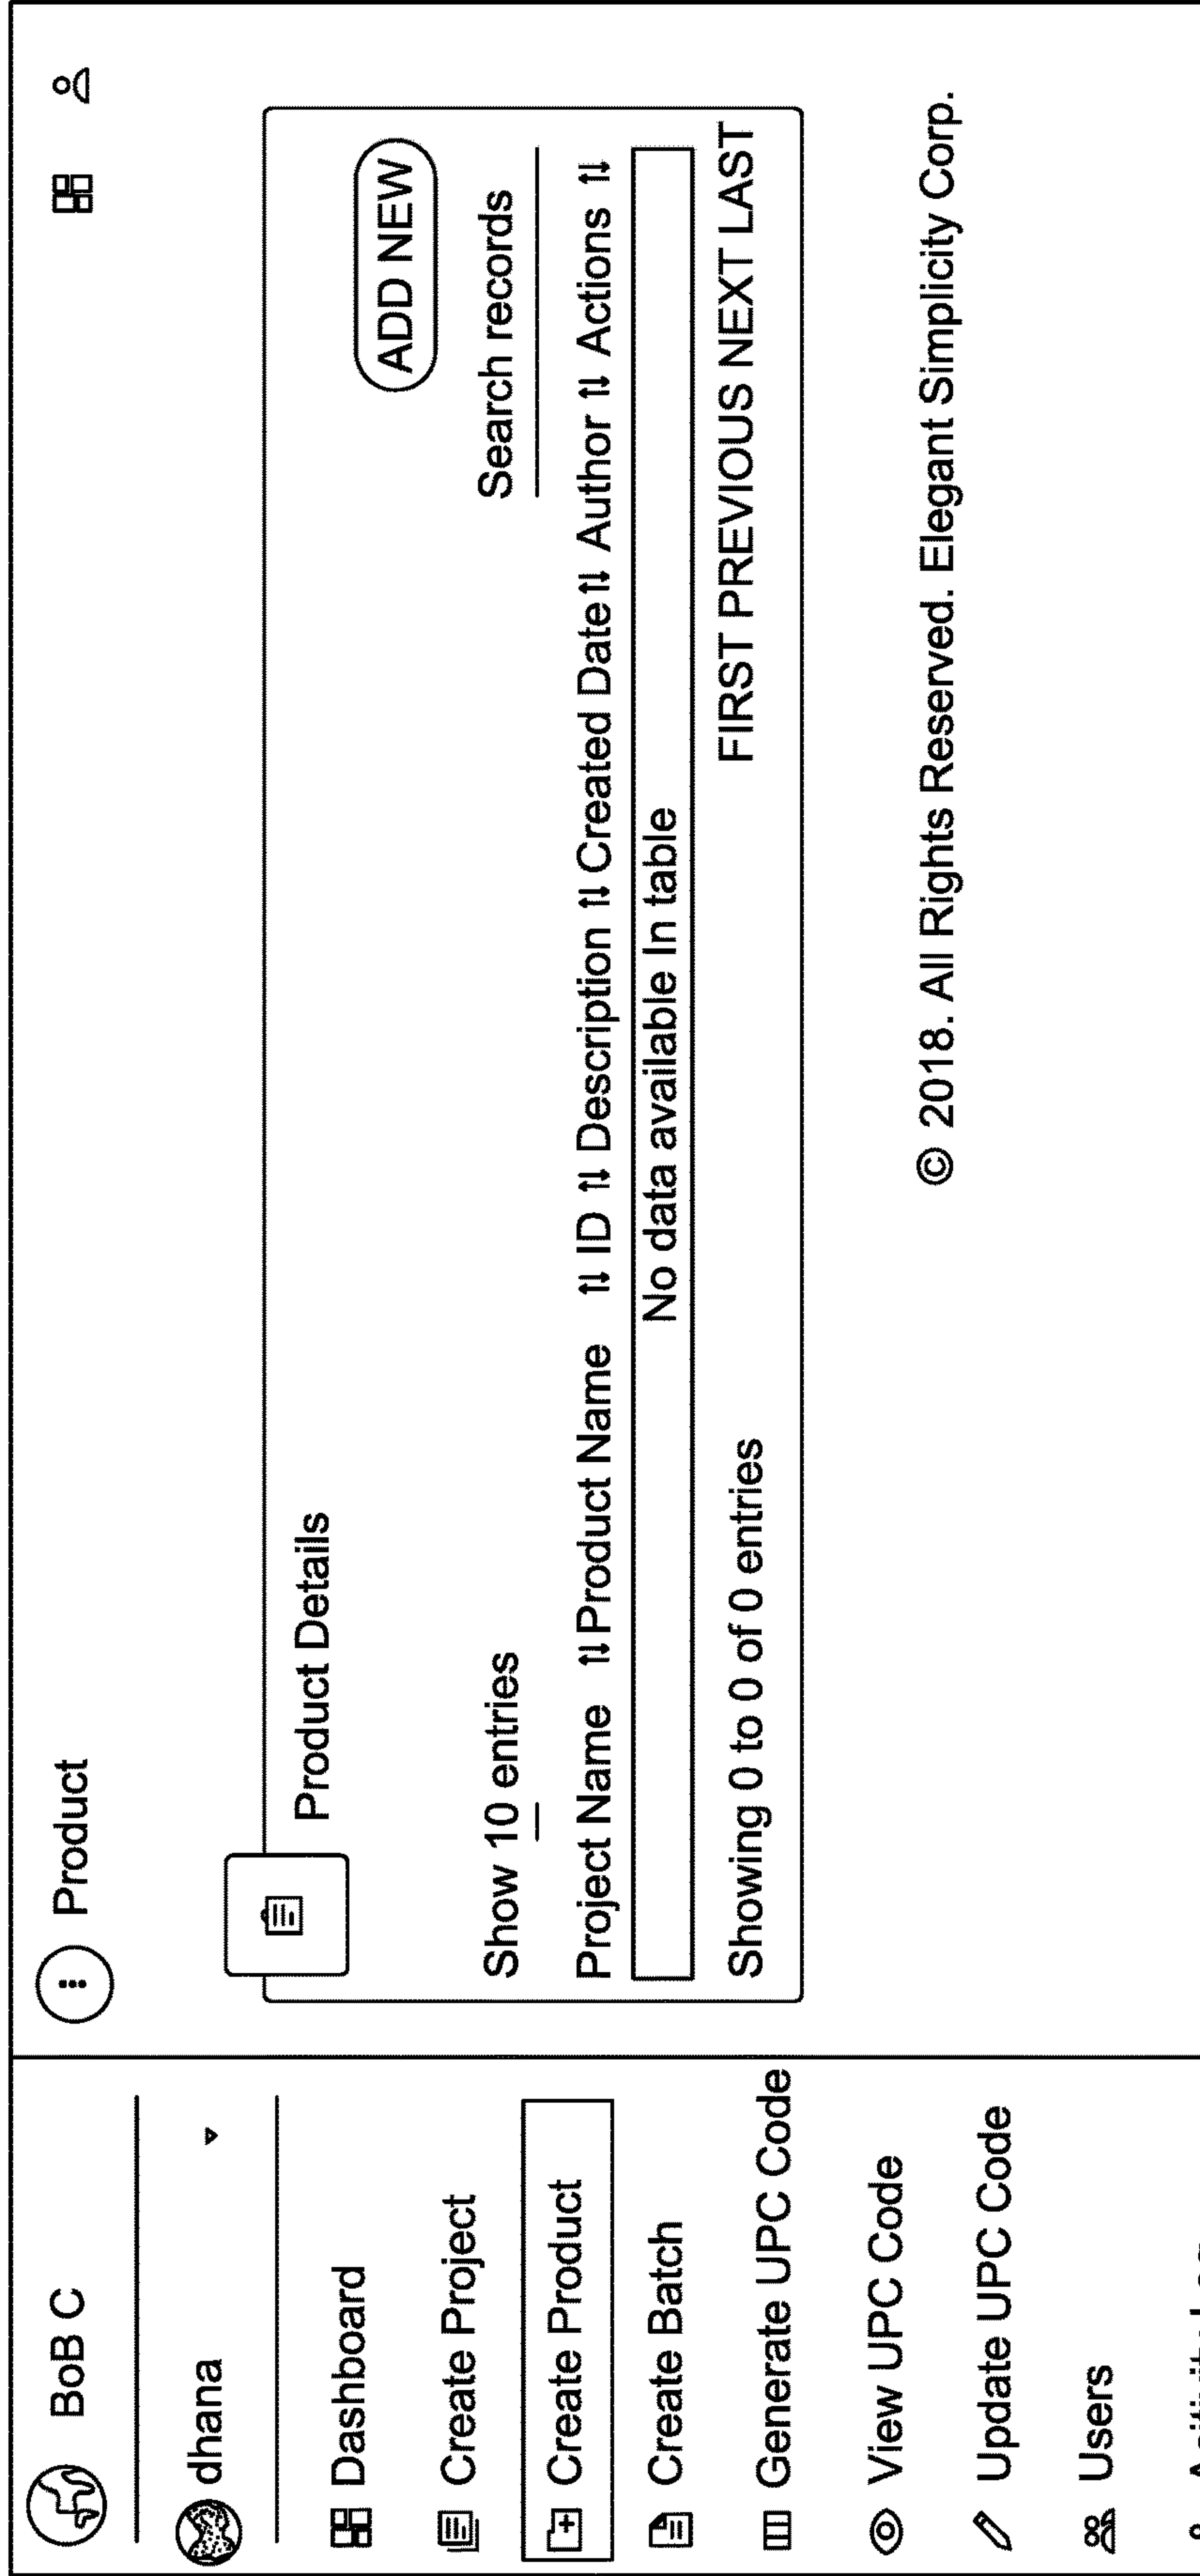 BoB C
dhana
Dashboard
Create Project
Create Product
Create Batch
Generate UPC Code
View UPC Code
Update UPC Code
Users
Product
Product Details
ADD NEW
Show 10 entries
Search records
Project Name ⇅ Product Name ⇅ ID ⇅ Description ⇅ Created Date ⇅ Author ⇅ Actions ⇅
No data available In table
Showing 0 to 0 of 0 entries
FIRST PREVIOUS NEXT LAST
© 2018. All Rights Reserved. Elegant Simplicity Corp.